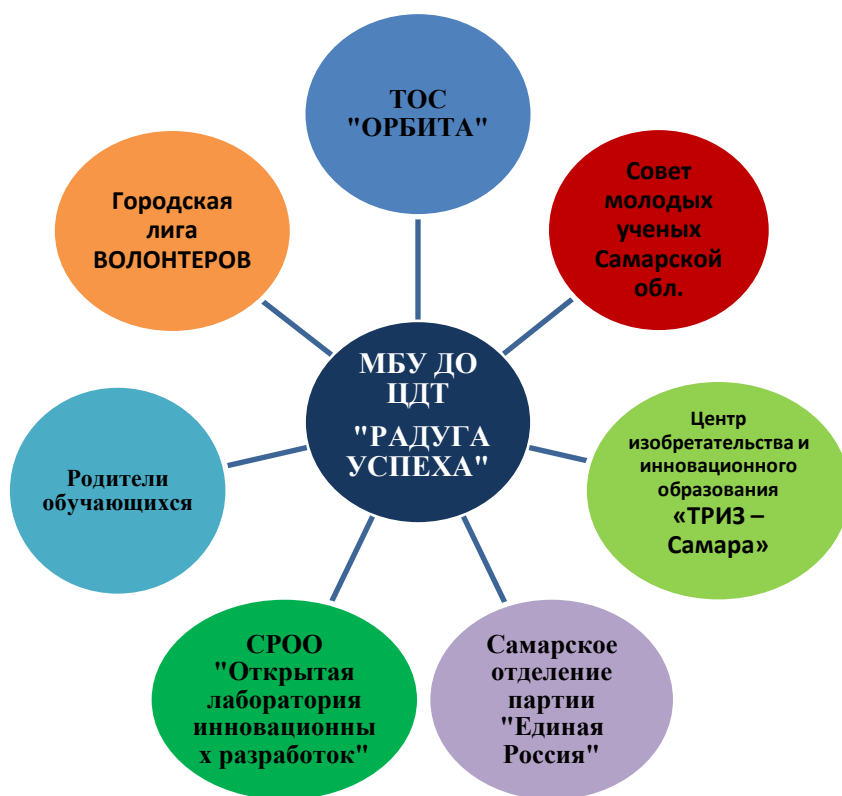 ТОС
"ОРБИТА"
Совет
молодых
ученых
Самарской
обл.
Городская
лига
ВОЛОНТЕРОВ
МБУ ДО
ЦДТ
"РАДУГА
УСПЕХА"
Центр
изобретательства и
инновационного
образования
«ТРИЗ –
Самара»
Родители
обучающихся
СРОО
"Открытая
лаборатория
инновационны
х разработок"
Самарское
отделение
партии
"Единая
Россия"